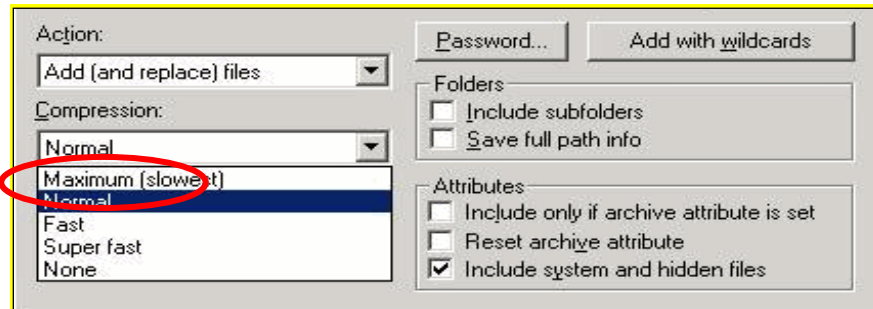 Action:
Add (and replace) files
Compression:
Normal
Maximum (slowest)
Normal
Fast
Super fast
None
Password...
Add with wildcards
Folders
Include subfolders
Save full path info
Attributes
Include only if archive attribute is set
Reset archive attribute
Include system and hidden files